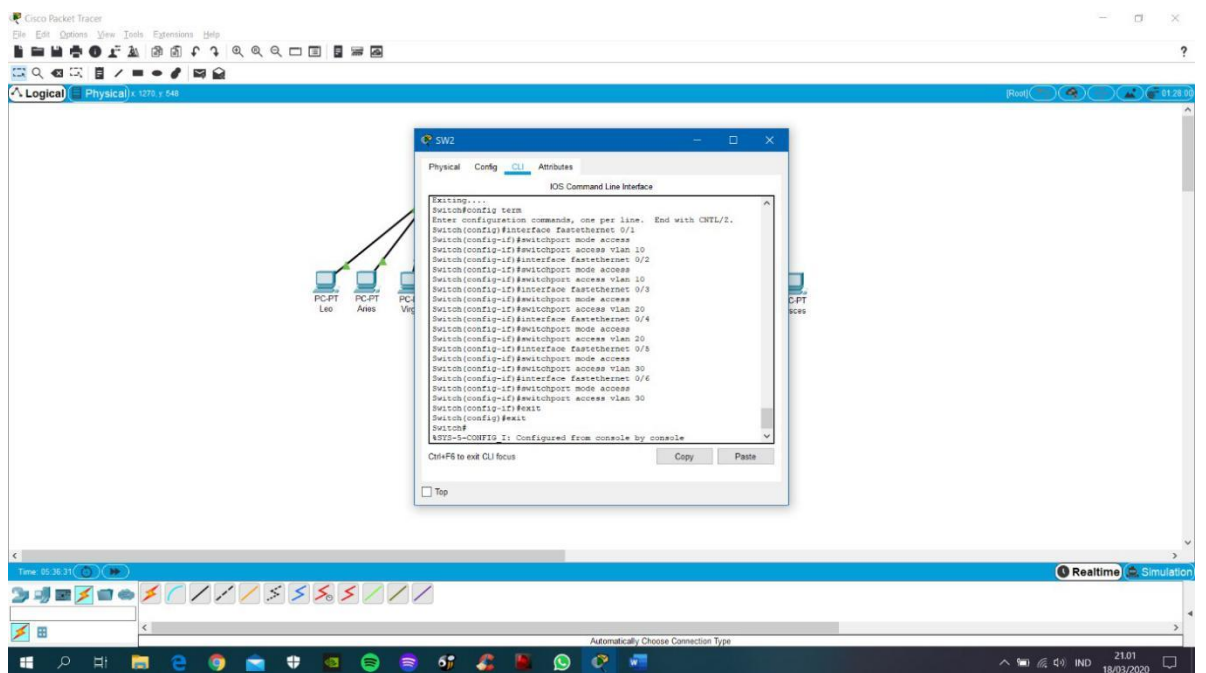 Cisco Packet Tracer
File Edit Options View Tools Extensions Help
?
Logical Physical x: 1270, y: 548 [Root] 01:28:00
SW2
Physical Config CLI Attributes
IOS Command Line Interface
Exiting....
Switch#config term
Enter configuration commands, one per line. End with CNTL/Z.
Switch(config)#interface fastethernet 0/1
Switch(config-if)#switchport mode access
Switch(config-if)#switchport access vlan 10
Switch(config-if)#interface fastethernet 0/2
Switch(config-if)#switchport mode access
Switch(config-if)#switchport access vlan 10
Switch(config-if)#interface fastethernet 0/3
Switch(config-if)#switchport mode access
Switch(config-if)#switchport access vlan 20
Switch(config-if)#interface fastethernet 0/4
Switch(config-if)#switchport mode access
Switch(config-if)#switchport access vlan 20
Switch(config-if)#interface fastethernet 0/5
Switch(config-if)#switchport mode access
Switch(config-if)#switchport access vlan 30
Switch(config-if)#interface fastethernet 0/6
Switch(config-if)#switchport mode access
Switch(config-if)#switchport access vlan 30
Switch(config-if)#exit
Switch(config)#exit
Switch#
%SYS-5-CONFIG_I: Configured from console by console
Ctrl+F6 to exit CLI focus Copy Paste
Top
PC-PT
Leo
PC-PT
Aries
PC-
Virg
C-PT
sces
Time: 05:36:31
Realtime Simulation
Automatically Choose Connection Type
IND
21.01
18/03/2020